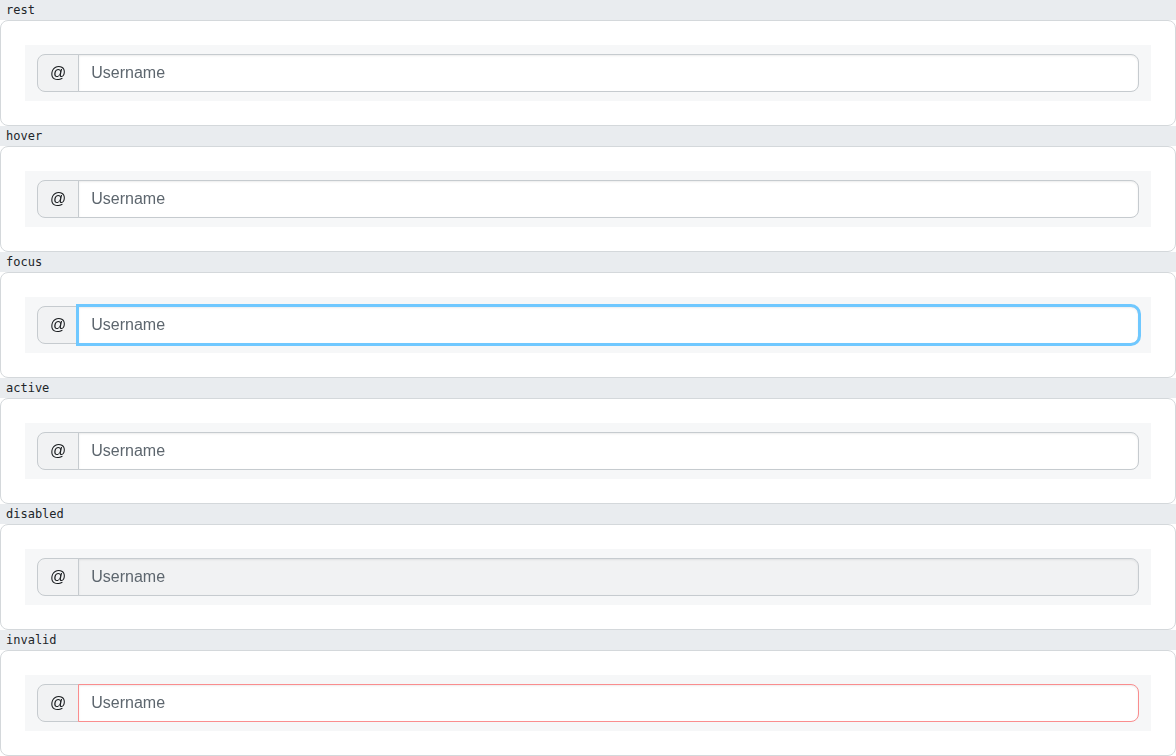 rest
@ Username
hover
@ Username
focus
@ Username
active
@ Username
disabled
@ Username
invalid
@ Username